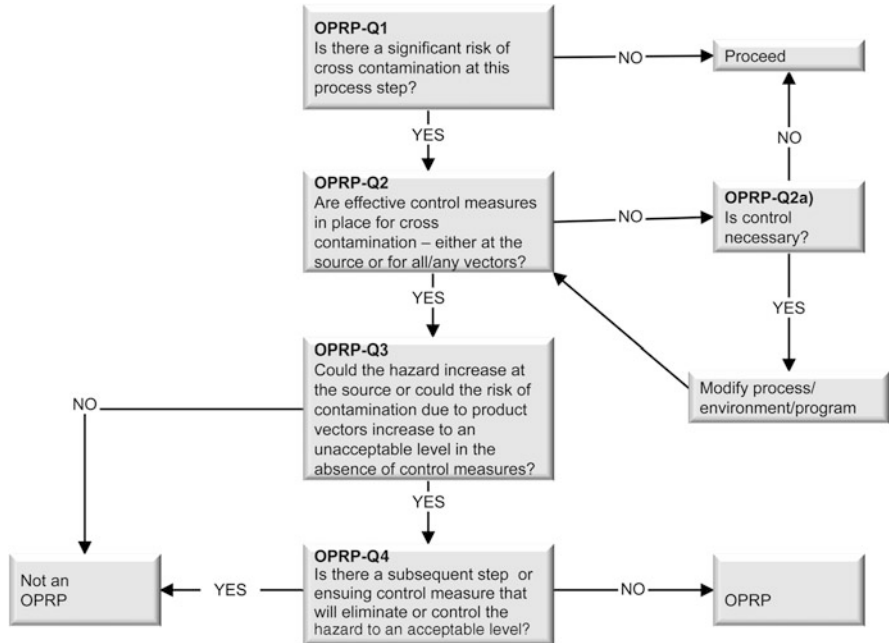 OPRP-Q1
Is there a significant risk of
cross contamination at this
process step?
NO
Proceed
YES
NO
OPRP-Q2
Are effective control measures
in place for cross
contamination – either at the
source or for all/any vectors?
NO
OPRP-Q2a)
Is control
necessary?
YES
YES
OPRP-Q3
Could the hazard increase at
the source or could the risk of
contamination due to product
vectors increase to an
unacceptable level in the
absence of control measures?
NO
Modify process/
environment/program
YES
OPRP-Q4
Is there a subsequent step or
ensuing control measure that
will eliminate or control the
hazard to an acceptable level?
Not an
OPRP
YES
NO
OPRP